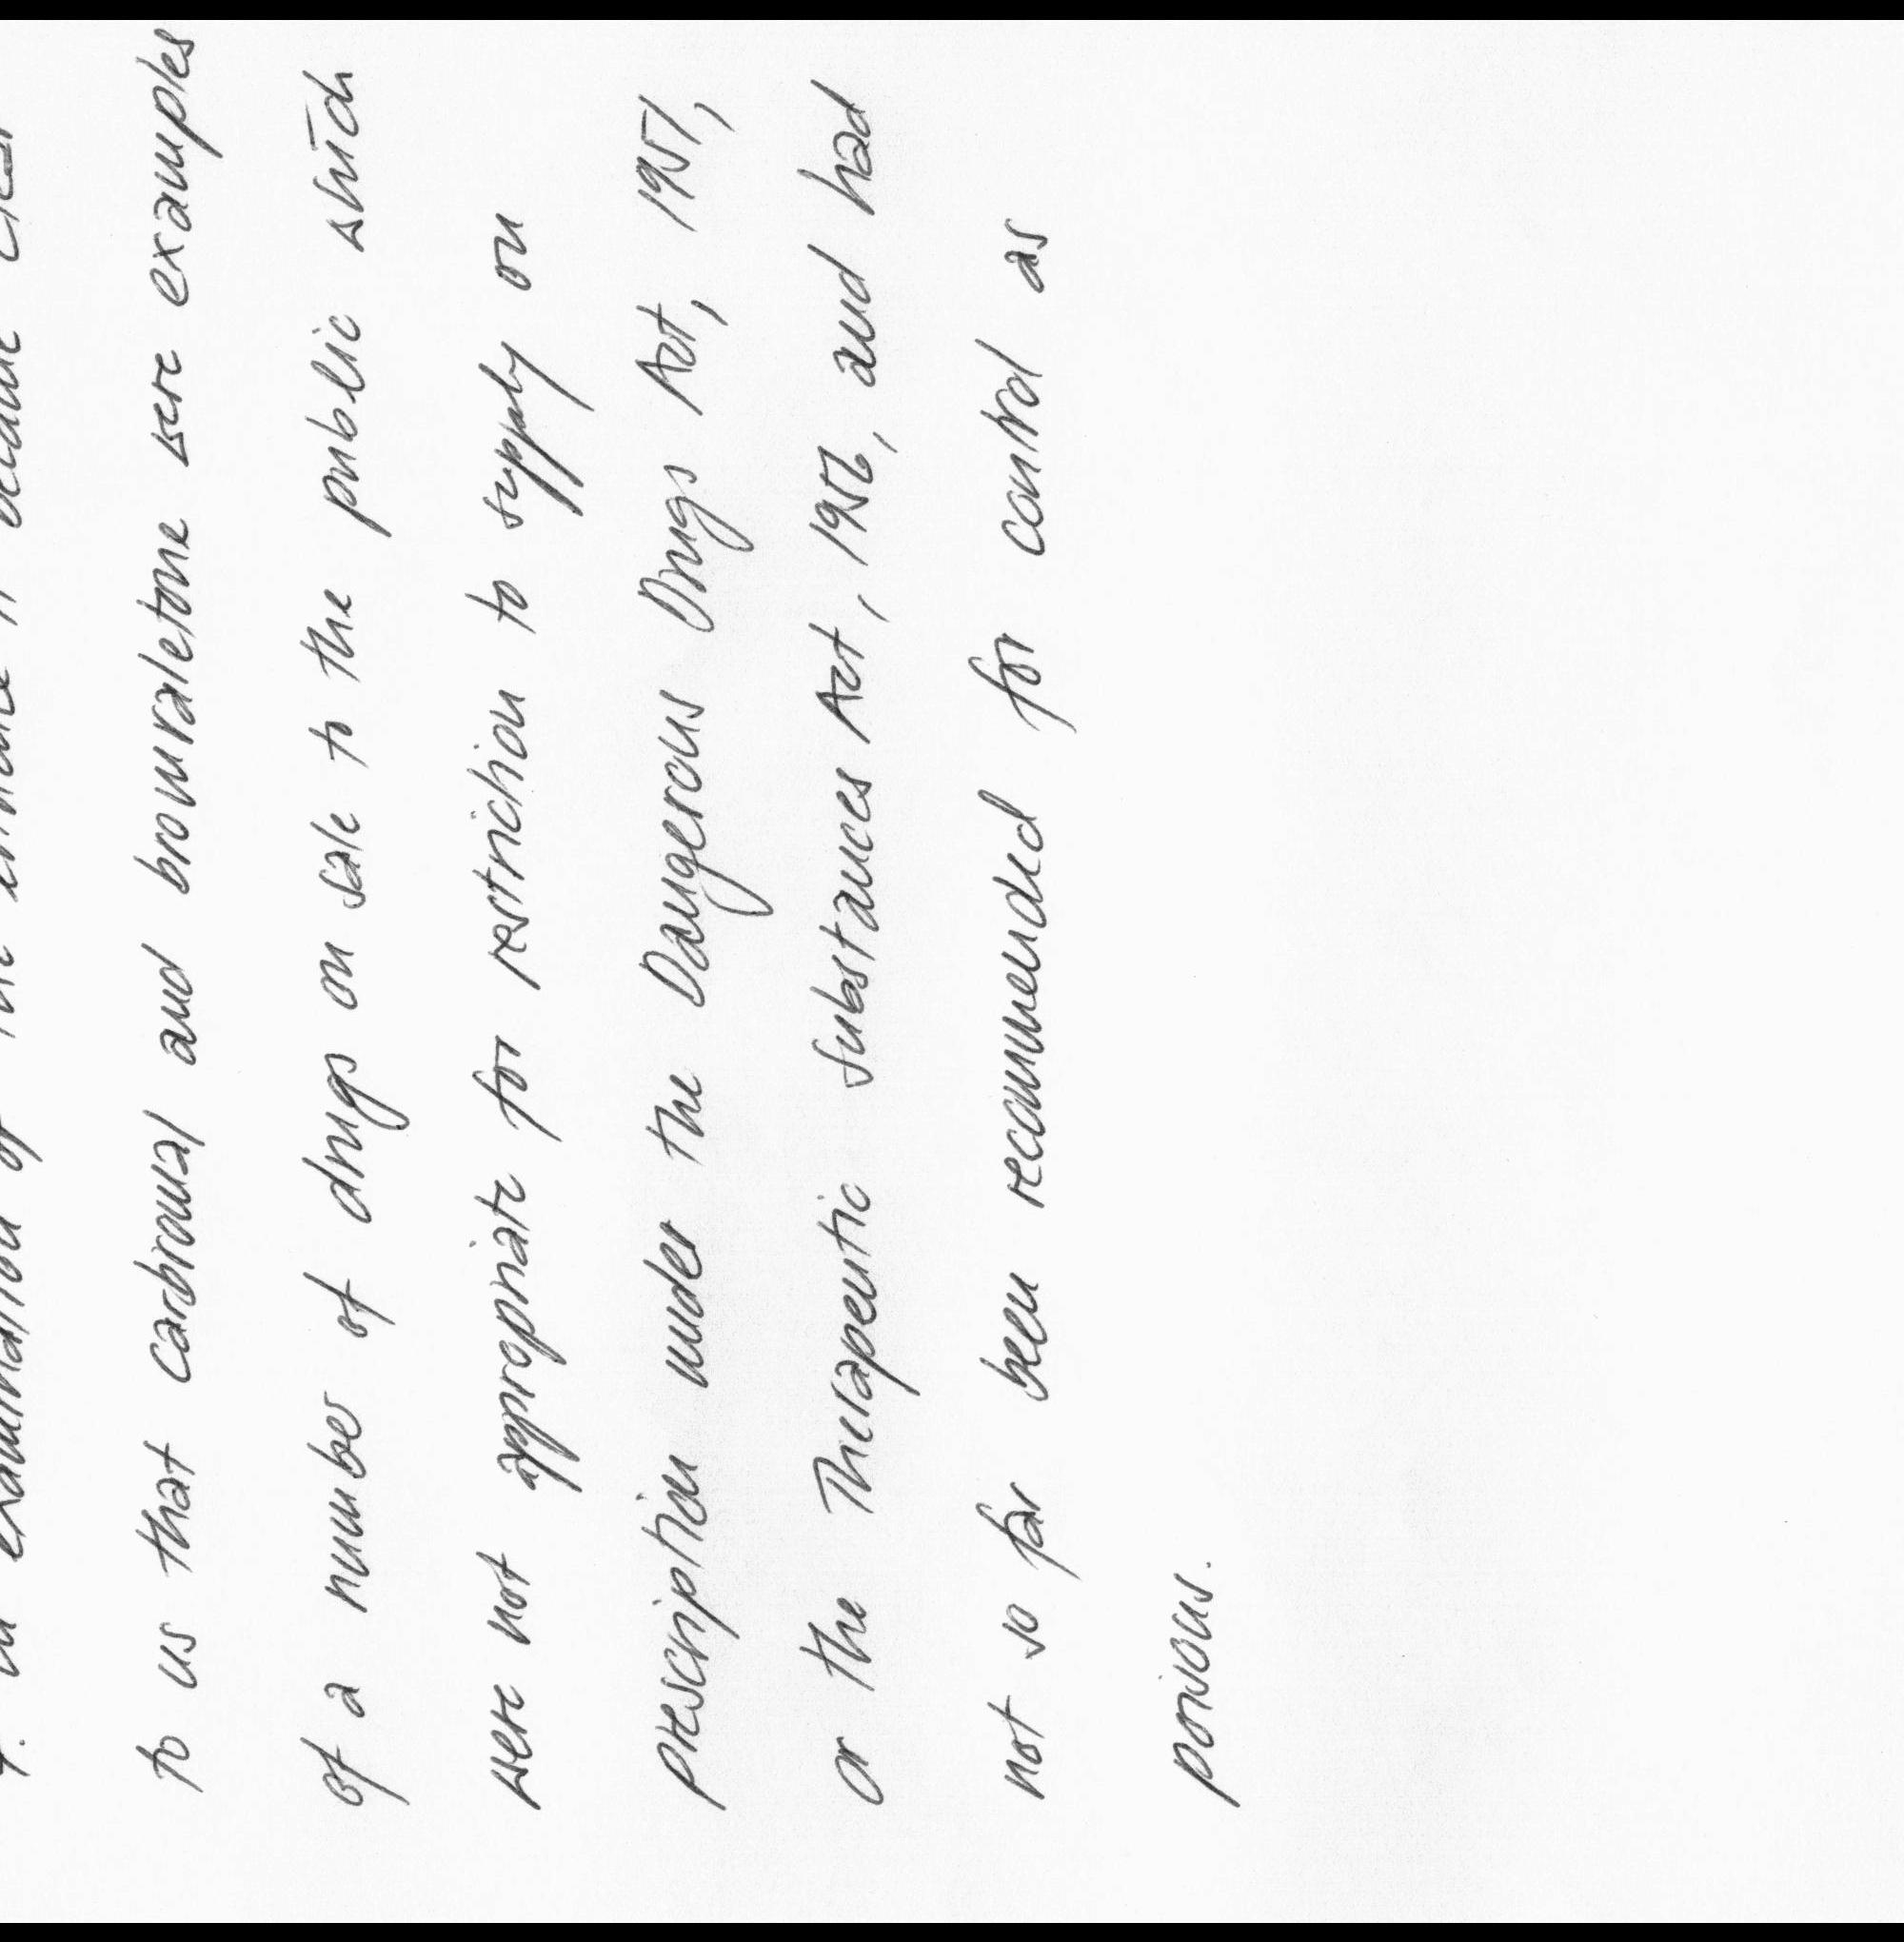 4. In examination of the evidence it became clear
to us that carbromal and bromvaletone were examples
of a number of drugs on sale to the public which
were not appropriate for restriction to supply on
prescription under the Dangerous Drugs Act, 1951,
or the Therapeutic Substances Act, 1956, and had
not so far been recommended for control as
poisons.